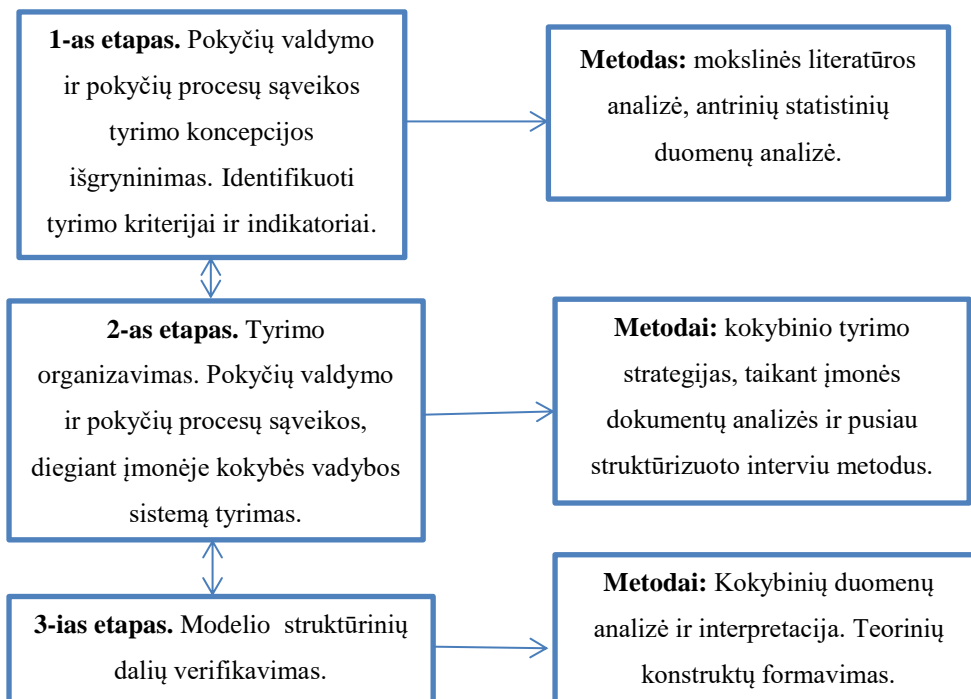 1-as etapas. Pokyčių valdymo
ir pokyčių procesų sąveikos
tyrimo koncepcijos
išgryninimas. Identifikuoti
tyrimo kriterijai ir indikatoriai.
Metodas: mokslinės literatūros
analizė, antrinių statistinių
duomenų analizė.
2-as etapas. Tyrimo
organizavimas. Pokyčių valdymo
ir pokyčių procesų sąveikos,
diegiant įmonėje kokybės vadybos
sistemą tyrimas.
Metodai: kokybinio tyrimo
strategijas, taikant įmonės
dokumentų analizės ir pusiau
struktūrizuoto interviu metodus.
3-ias etapas. Modelio struktūrinių
dalių verifikavimas.
Metodai: Kokybinių duomenų
analizė ir interpretacija. Teorinių
konstruktų formavimas.